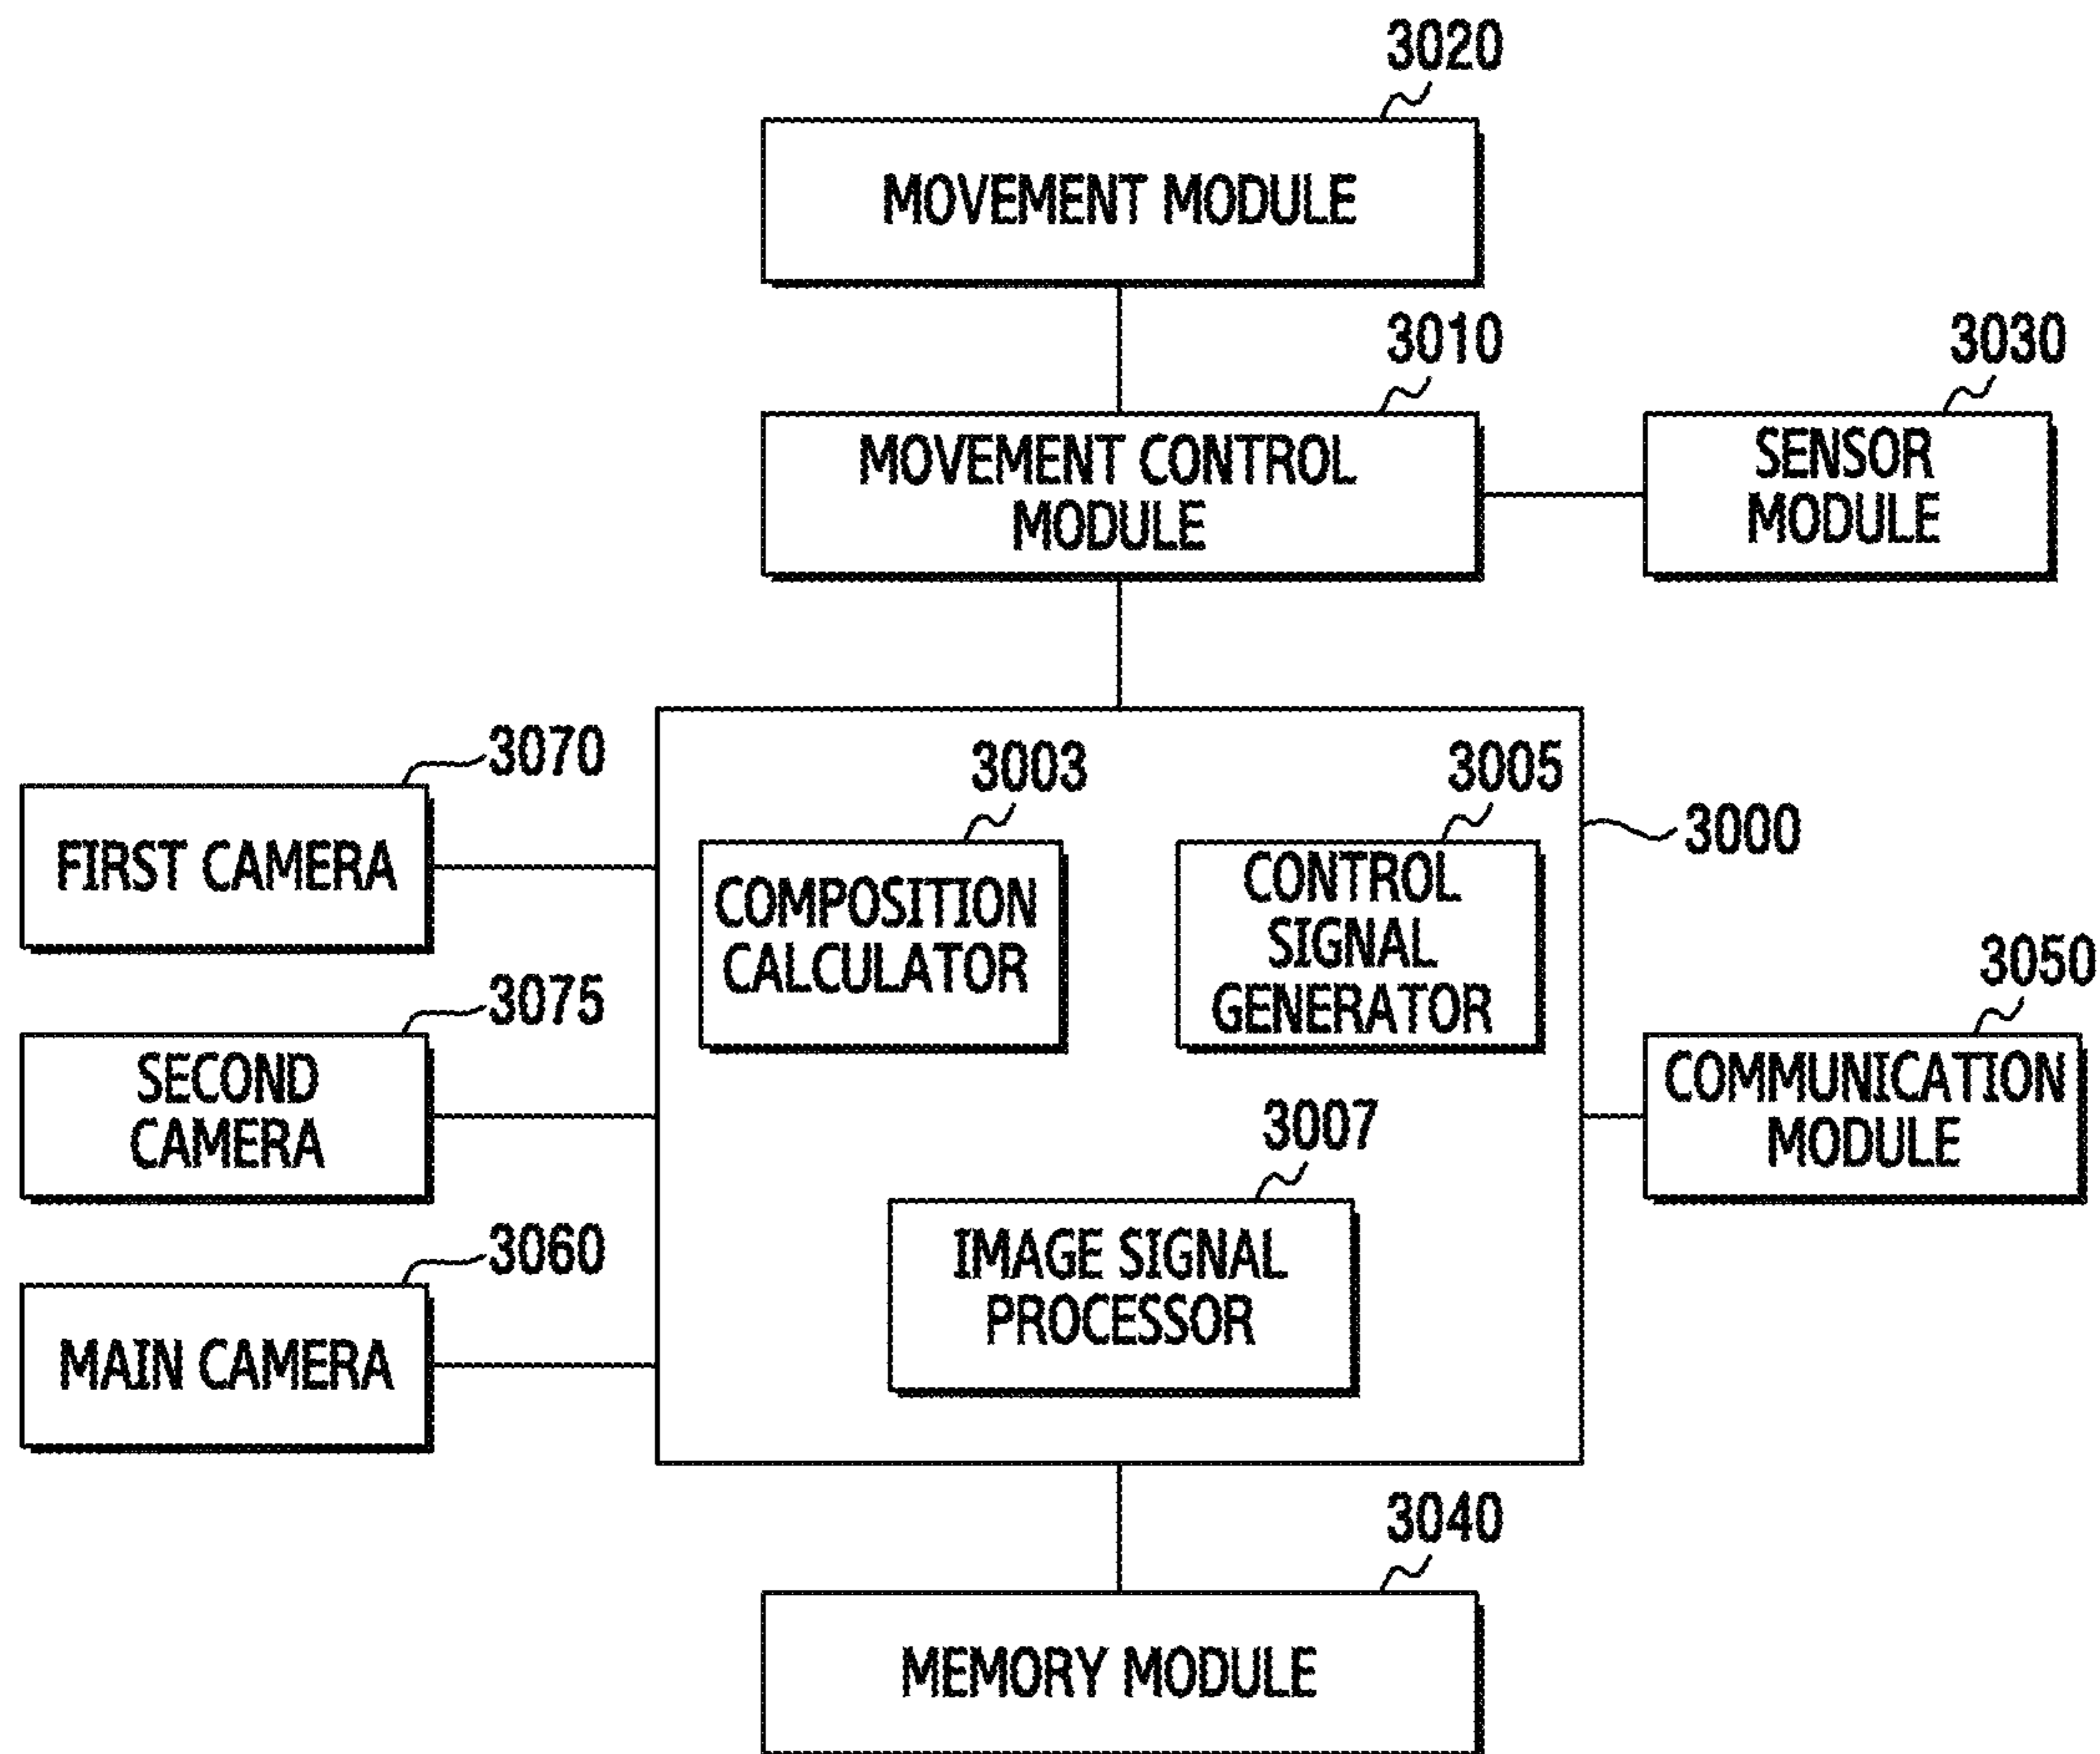 3020
MOVEMENT MODULE
3010
MOVEMENT CONTROL
MODULE
3030
SENSOR
MODULE
3070
FIRST CAMERA
3075
SECOND
CAMERA
3060
MAIN CAMERA
3000
3003
COMPOSITION
CALCULATOR
3005
CONTROL
SIGNAL
GENERATOR
3007
IMAGE SIGNAL
PROCESSOR
3050
COMMUNICATION
MODULE
3040
MEMORY MODULE